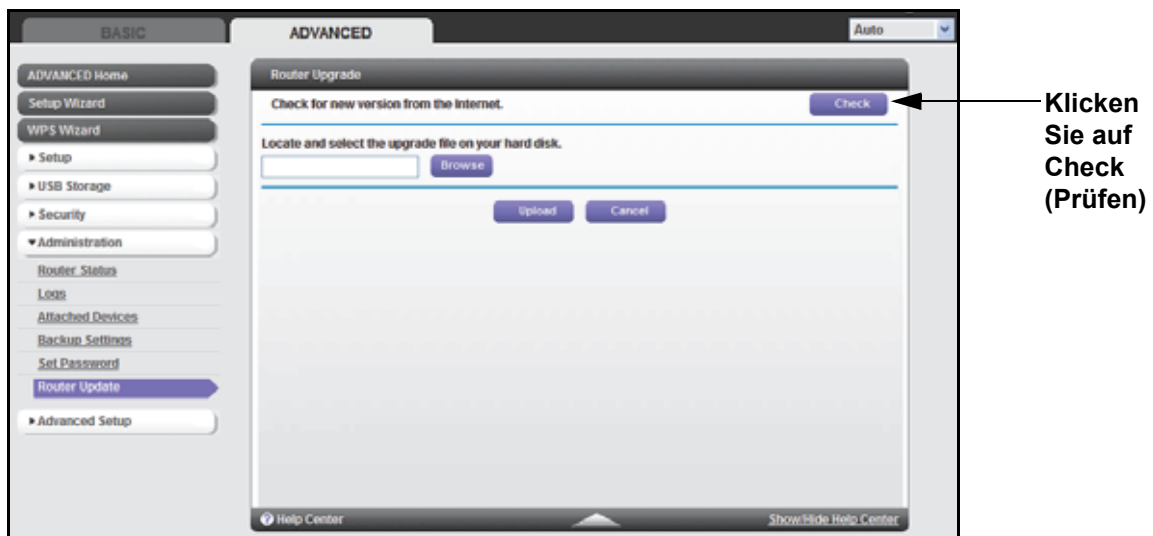 BASIC
ADVANCED
Auto
ADVANCED Home
Setup Wizard
WPS Wizard
Setup
USB Storage
Security
Administration
Router Status
Logs
Attached Devices
Backup Settings
Set Password
Router Update
Advanced Setup
Router Upgrade
Check for new version from the Internet.
Check
Locate and select the upgrade file on your hard disk.
Browse
Upload
Cancel
Help Center
Show/Hide Help Center
Klicken
Sie auf
Check
(Prüfen)